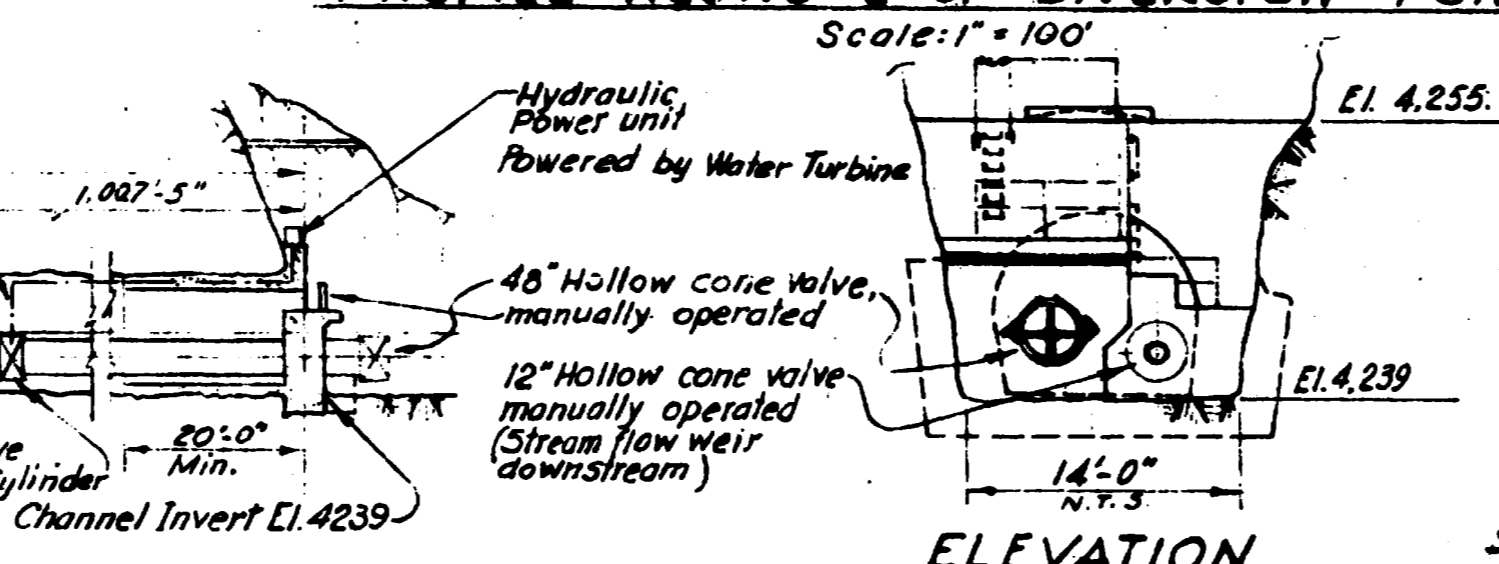 Scale: 1" = 100'
Hydraulic
Power unit
Powered by Water Turbine
El. 4,255.
1,007'-5"
48" Hollow cone valve,
manually operated
12" Hollow cone valve
manually operated
(Stream flow weir
downstream)
El. 4,239
20'-0"
Min.
ylinder
Channel Invert El. 4239
14'-0"
N.T.S.
ELEVATION